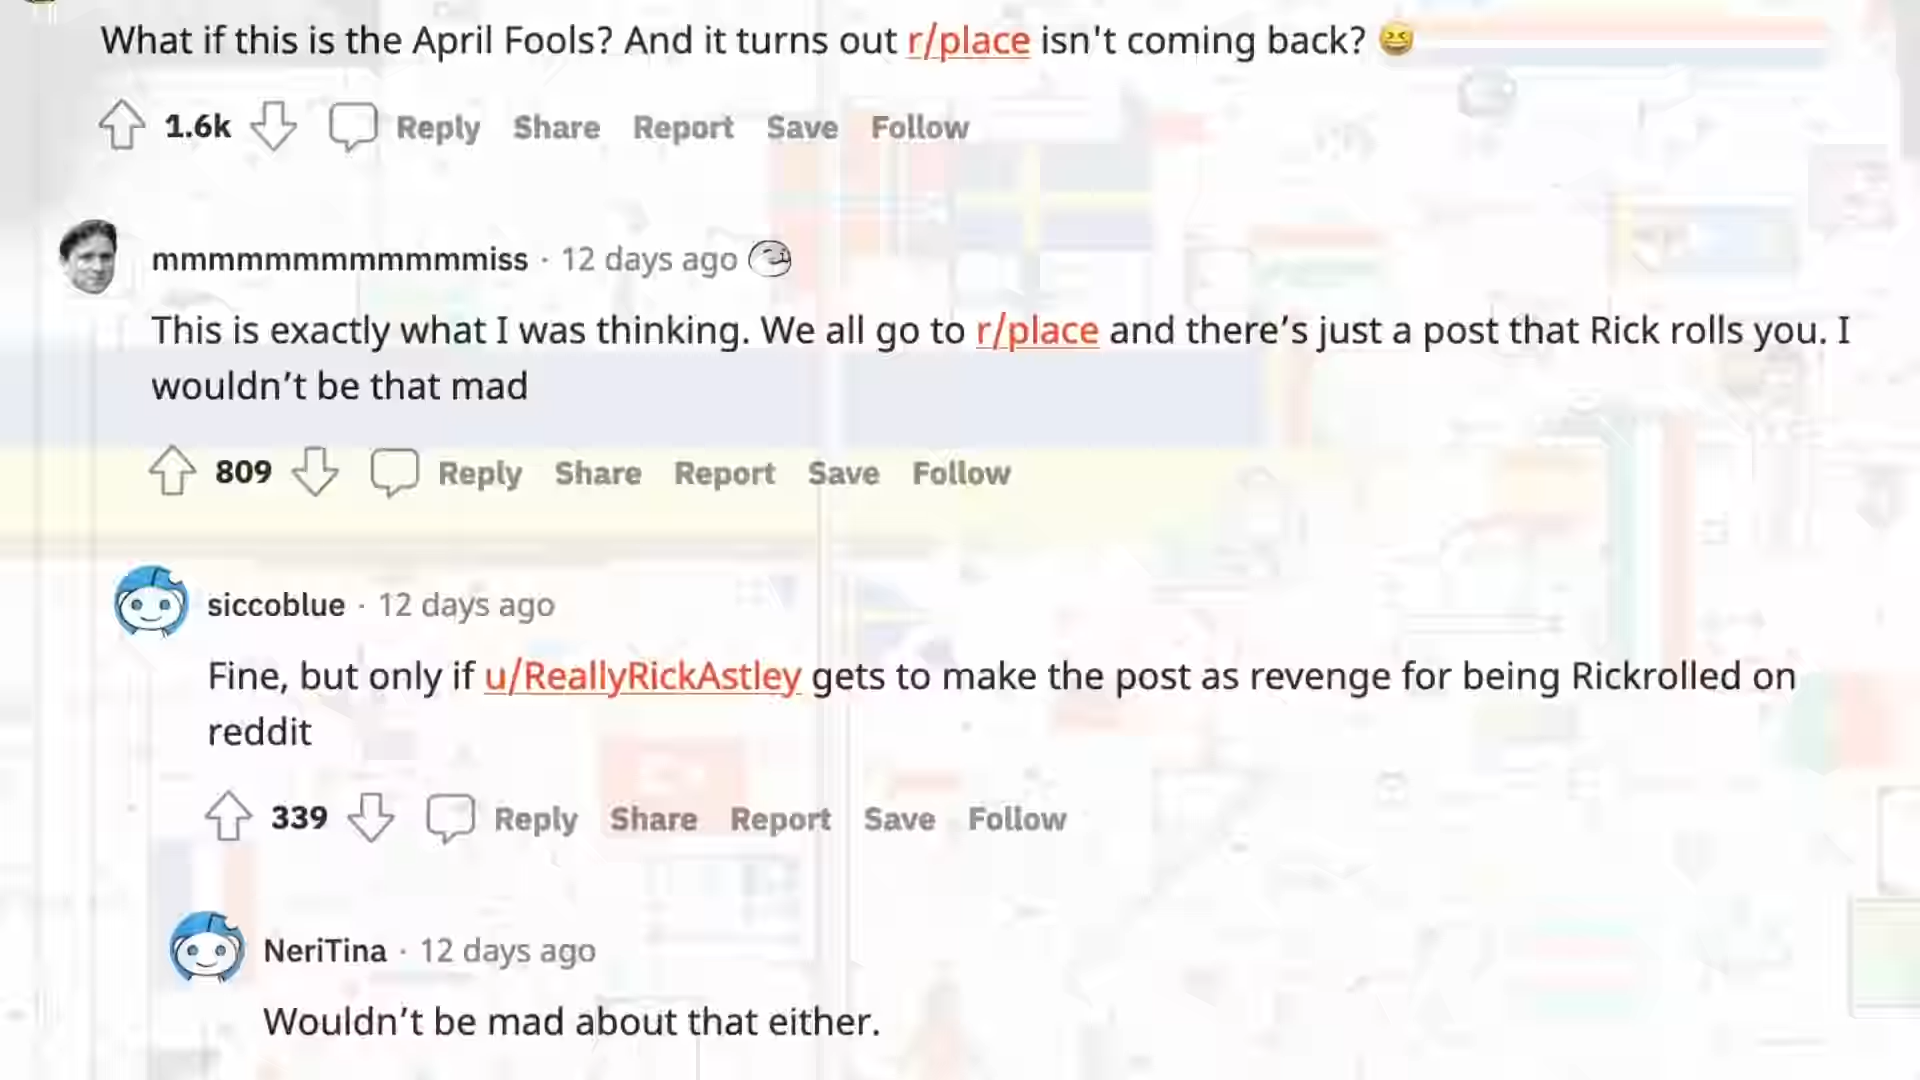 What if this is the April Fools? And it turns out r/place isn't coming back? 😆
1.6k Reply Share Report Save Follow
mmmmmmmmmmmmiss · 12 days ago
This is exactly what I was thinking. We all go to r/place and there’s just a post that Rick rolls you. I
wouldn’t be that mad
809 Reply Share Report Save Follow
siccoblue · 12 days ago
Fine, but only if u/ReallyRickAstley gets to make the post as revenge for being Rickrolled on
reddit
339 Reply Share Report Save Follow
NeriTina · 12 days ago
Wouldn’t be mad about that either.